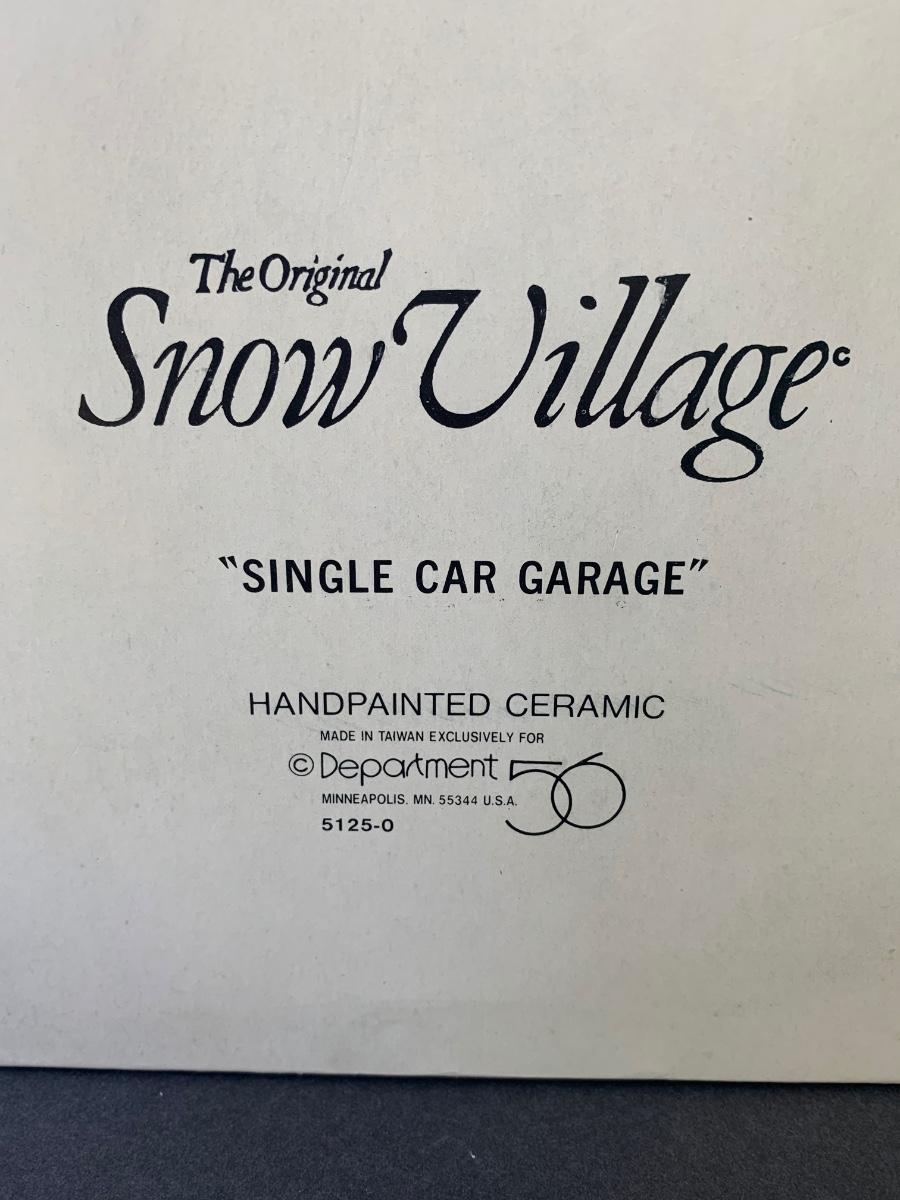 The Original
Snow Village©
"SINGLE CAR GARAGE"
HANDPAINTED CERAMIC
MADE IN TAIWAN EXCLUSIVELY FOR
© Department 56
MINNEAPOLIS. MN. 55344 U.S.A.
5125-0